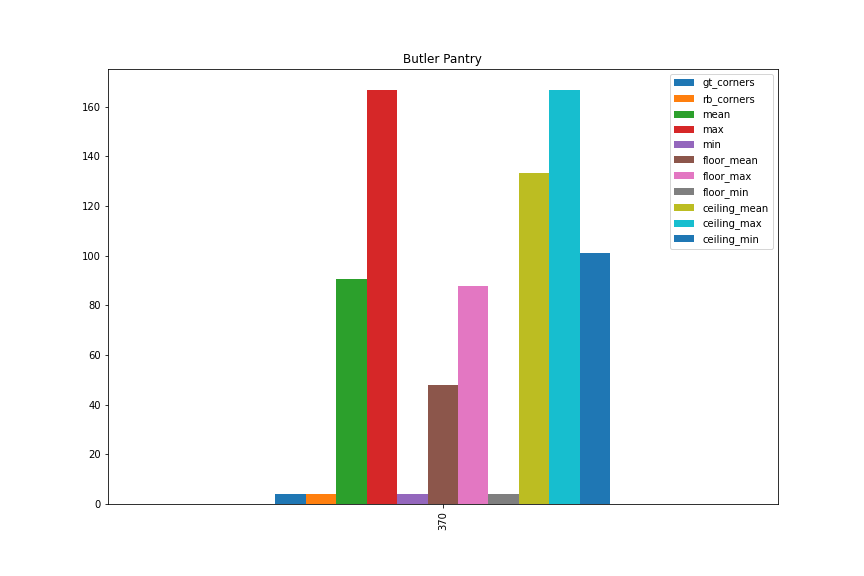 Butler Pantry
gt_corners
rb_corners
mean
max
min
floor_mean
floor_max
floor_min
ceiling_mean
ceiling_max
ceiling_min
160
140
120
100
80
60
40
20
0
370